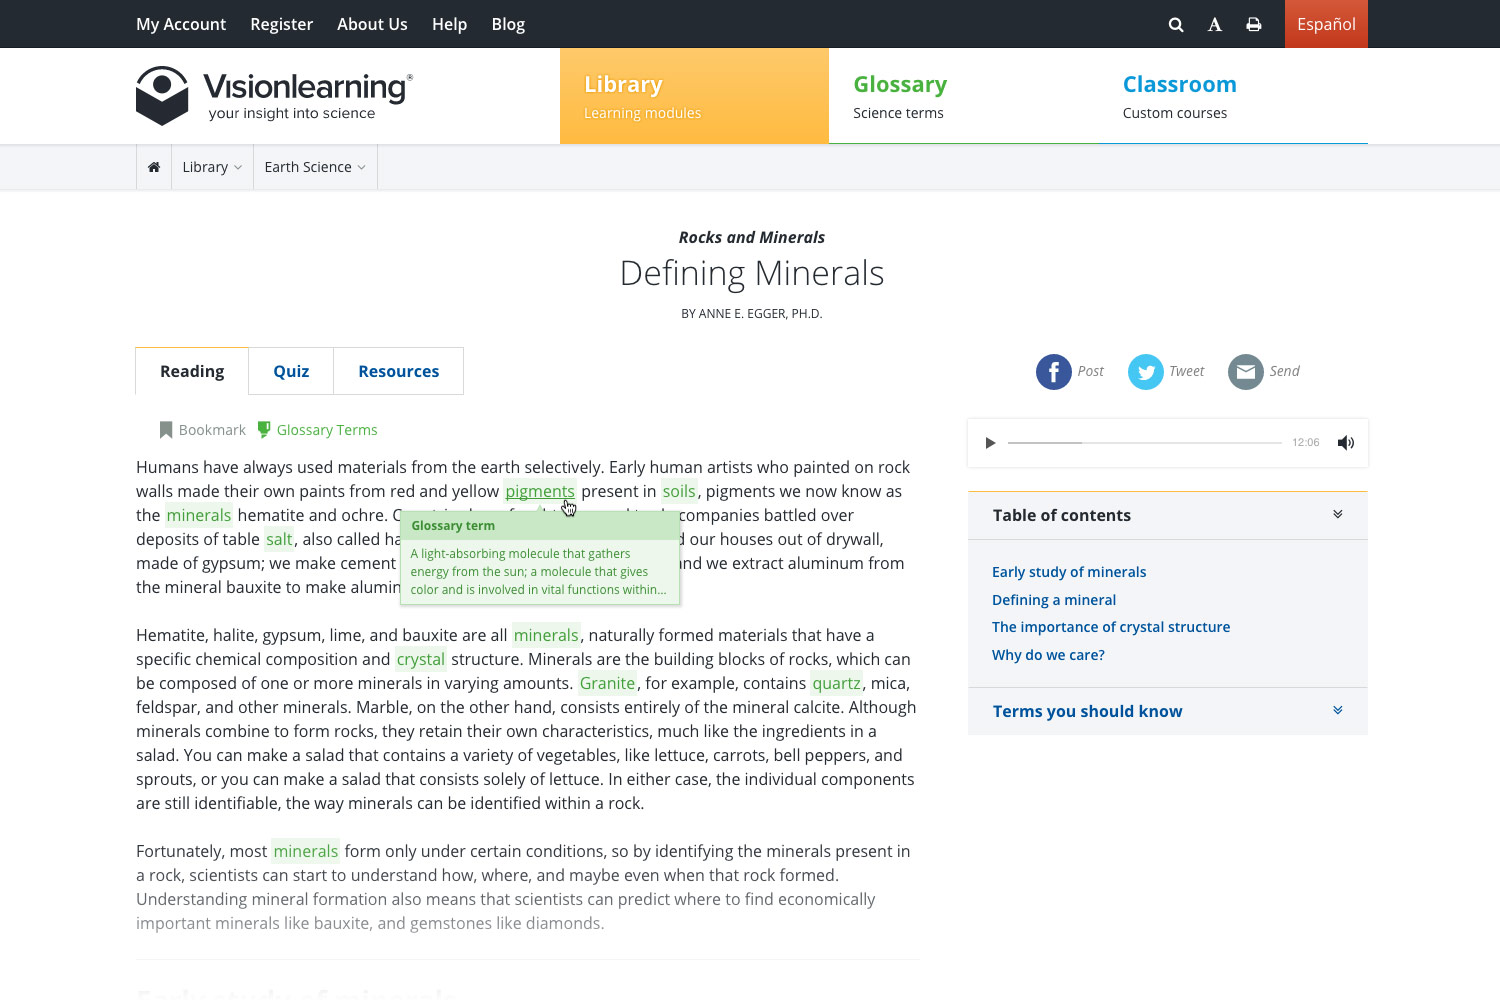 My Account Register About Us Help Blog
A
Español
Visionlearning®
your insight into science
Library
Learning modules
Glossary
Science terms
Classroom
Custom courses
Library
Earth Science
Rocks and Minerals
Defining Minerals
BY ANNE E. EGGER, PH.D.
Reading
Quiz
Resources
Post
Tweet
Send
Bookmark
Glossary Terms
Humans have always used materials from the earth selectively. Early human artists who painted on rock
walls made their own paints from red and yellow pigments present in soils, pigments we now know as
the minerals hematite and ochre. companies battled over
deposits of table salt, also called our houses out of drywall,
made of gypsum; we make cement and we extract aluminum from
the mineral bauxite to make
Glossary term
A light-absorbing molecule that gathers
energy from the sun; a molecule that gives
color and is involved in vital functions within...
Hematite, halite, gypsum, lime, and bauxite are all minerals, naturally formed materials that have a
specific chemical composition and crystal structure. Minerals are the building blocks of rocks, which can
be composed of one or more minerals in varying amounts. Granite, for example, contains quartz, mica,
feldspar, and other minerals. Marble, on the other hand, consists entirely of the mineral calcite. Although
minerals combine to form rocks, they retain their own characteristics, much like the ingredients in a
salad. You can make a salad that contains a variety of vegetables, like lettuce, carrots, bell peppers, and
sprouts, or you can make a salad that consists solely of lettuce. In either case, the individual components
are still identifiable, the way minerals can be identified within a rock.
Fortunately, most minerals form only under certain conditions, so by identifying the minerals present in
a rock, scientists can start to understand how, where, and maybe even when that rock formed.
Understanding mineral formation also means that scientists can predict where to find economically
important minerals like bauxite, and gemstones like diamonds.
Early study of minerals
12:06
Table of contents
Early study of minerals
Defining a mineral
The importance of crystal structure
Why do we care?
Terms you should know